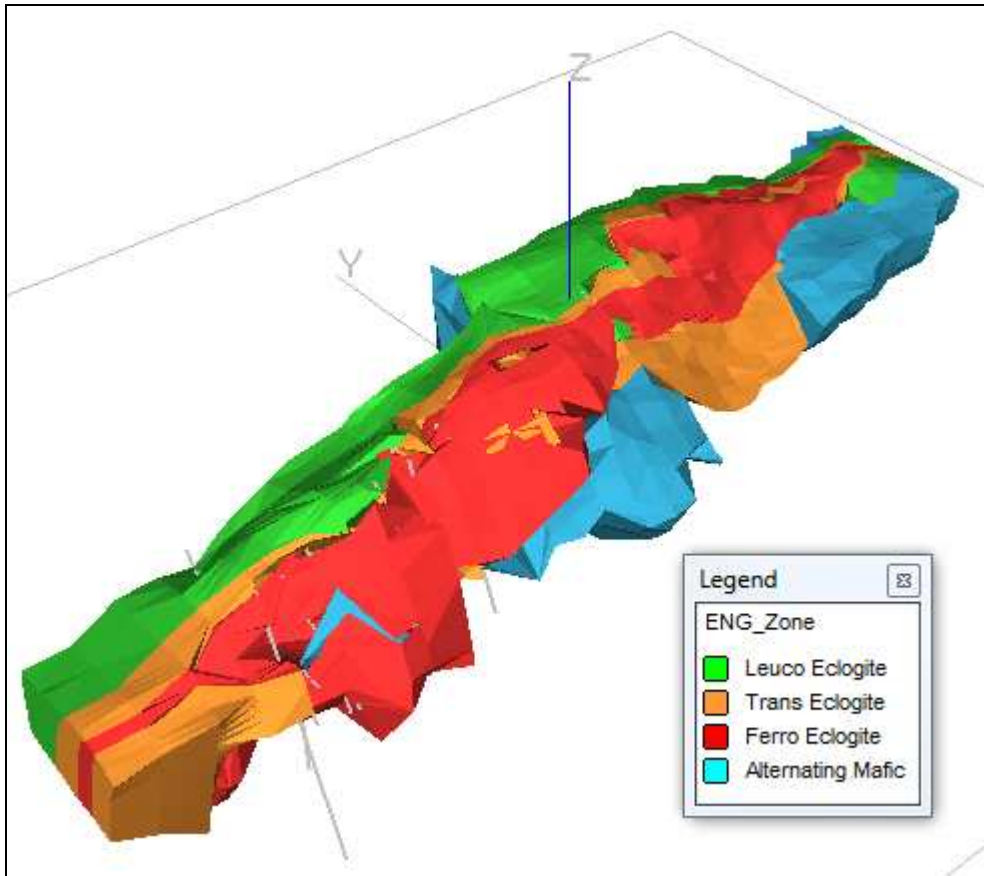 Z
Y
Legend
ENG_Zone
Leuco Eclogite
Trans Eclogite
Ferro Eclogite
Alternating Mafic